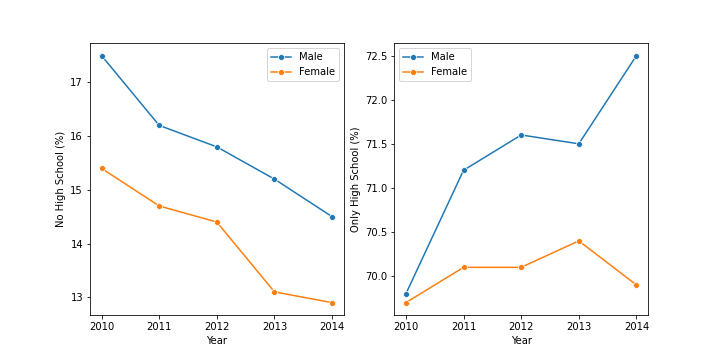 No High School (%)
17
16
15
14
13
2010 2011 2012 2013 2014
Year
Male
Female
Only High School (%)
72.5
72.0
71.5
71.0
70.5
70.0
2010 2011 2012 2013 2014
Year
Male
Female